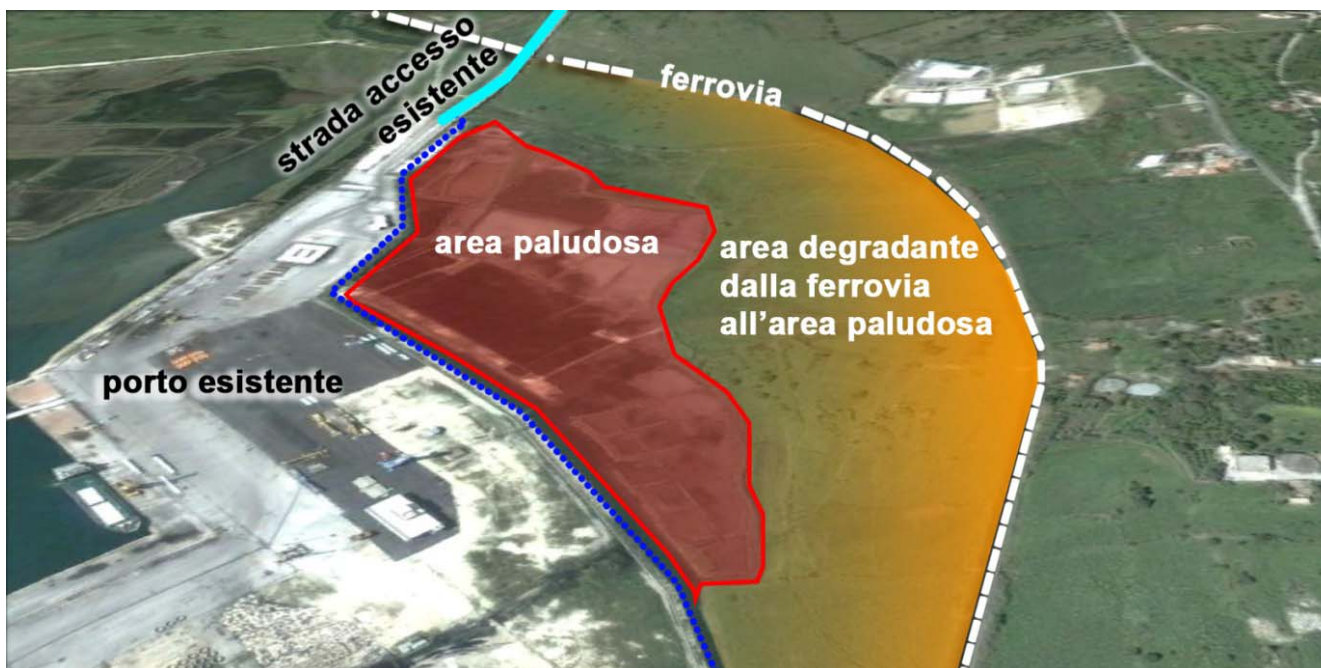 strada accesso
esistente
ferrovia
area paludosa
area degradante
dalla ferrovia
all'area paludosa
porto esistente